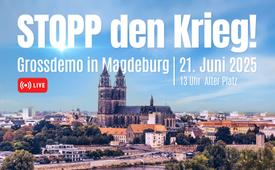 STOPP den Krieg!
Grossdemo in Magdeburg | 21. Juni 2025
13 Uhr Alter Platz
LIVE